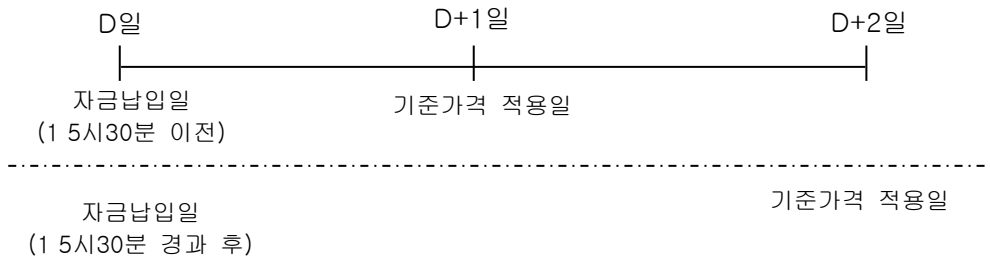 D일 D+1일 D+2일
자금납입일 기준가격 적용일
(1 5시30분 이전)
자금납입일 기준가격 적용일
(1 5시30분 경과 후)